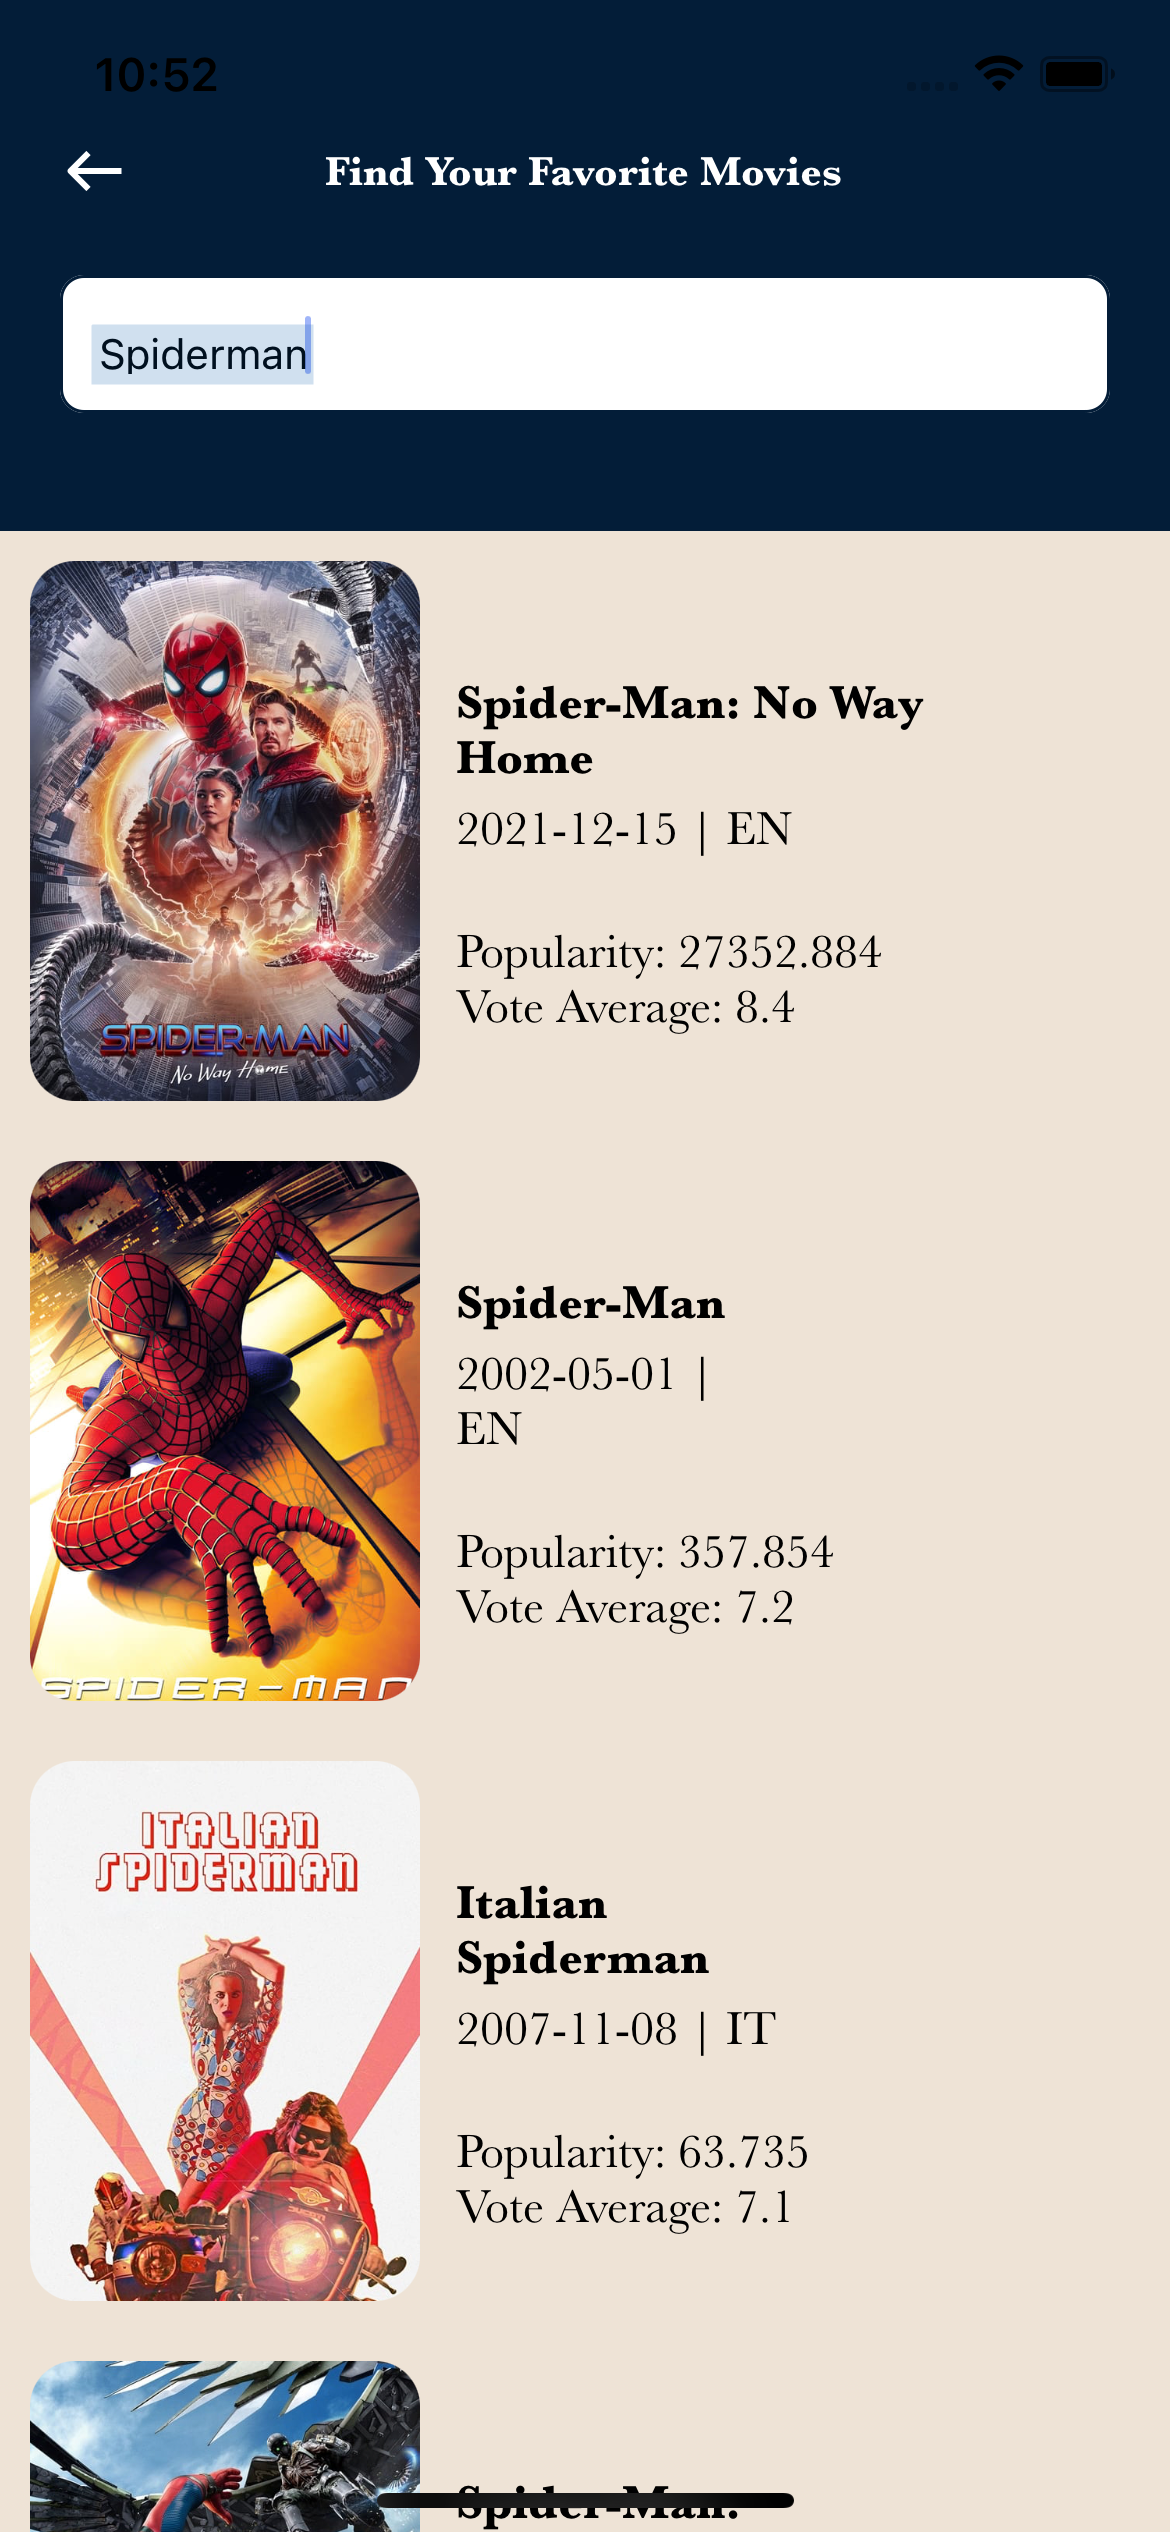 10:52
Find Your Favorite Movies
Spiderman
SPIDER-MAN
No Way Home
Spider-Man: No Way
Home
2021-12-15 | EN
Popularity: 27352.884
Vote Average: 8.4
SPIDER-MAN
Spider-Man
2002-05-01 |
EN
Popularity: 357.854
Vote Average: 7.2
ITALIAN
SPIDERMAN
Italian
Spiderman
2007-11-08 | IT
Popularity: 63.735
Vote Average: 7.1
Spider-Man: